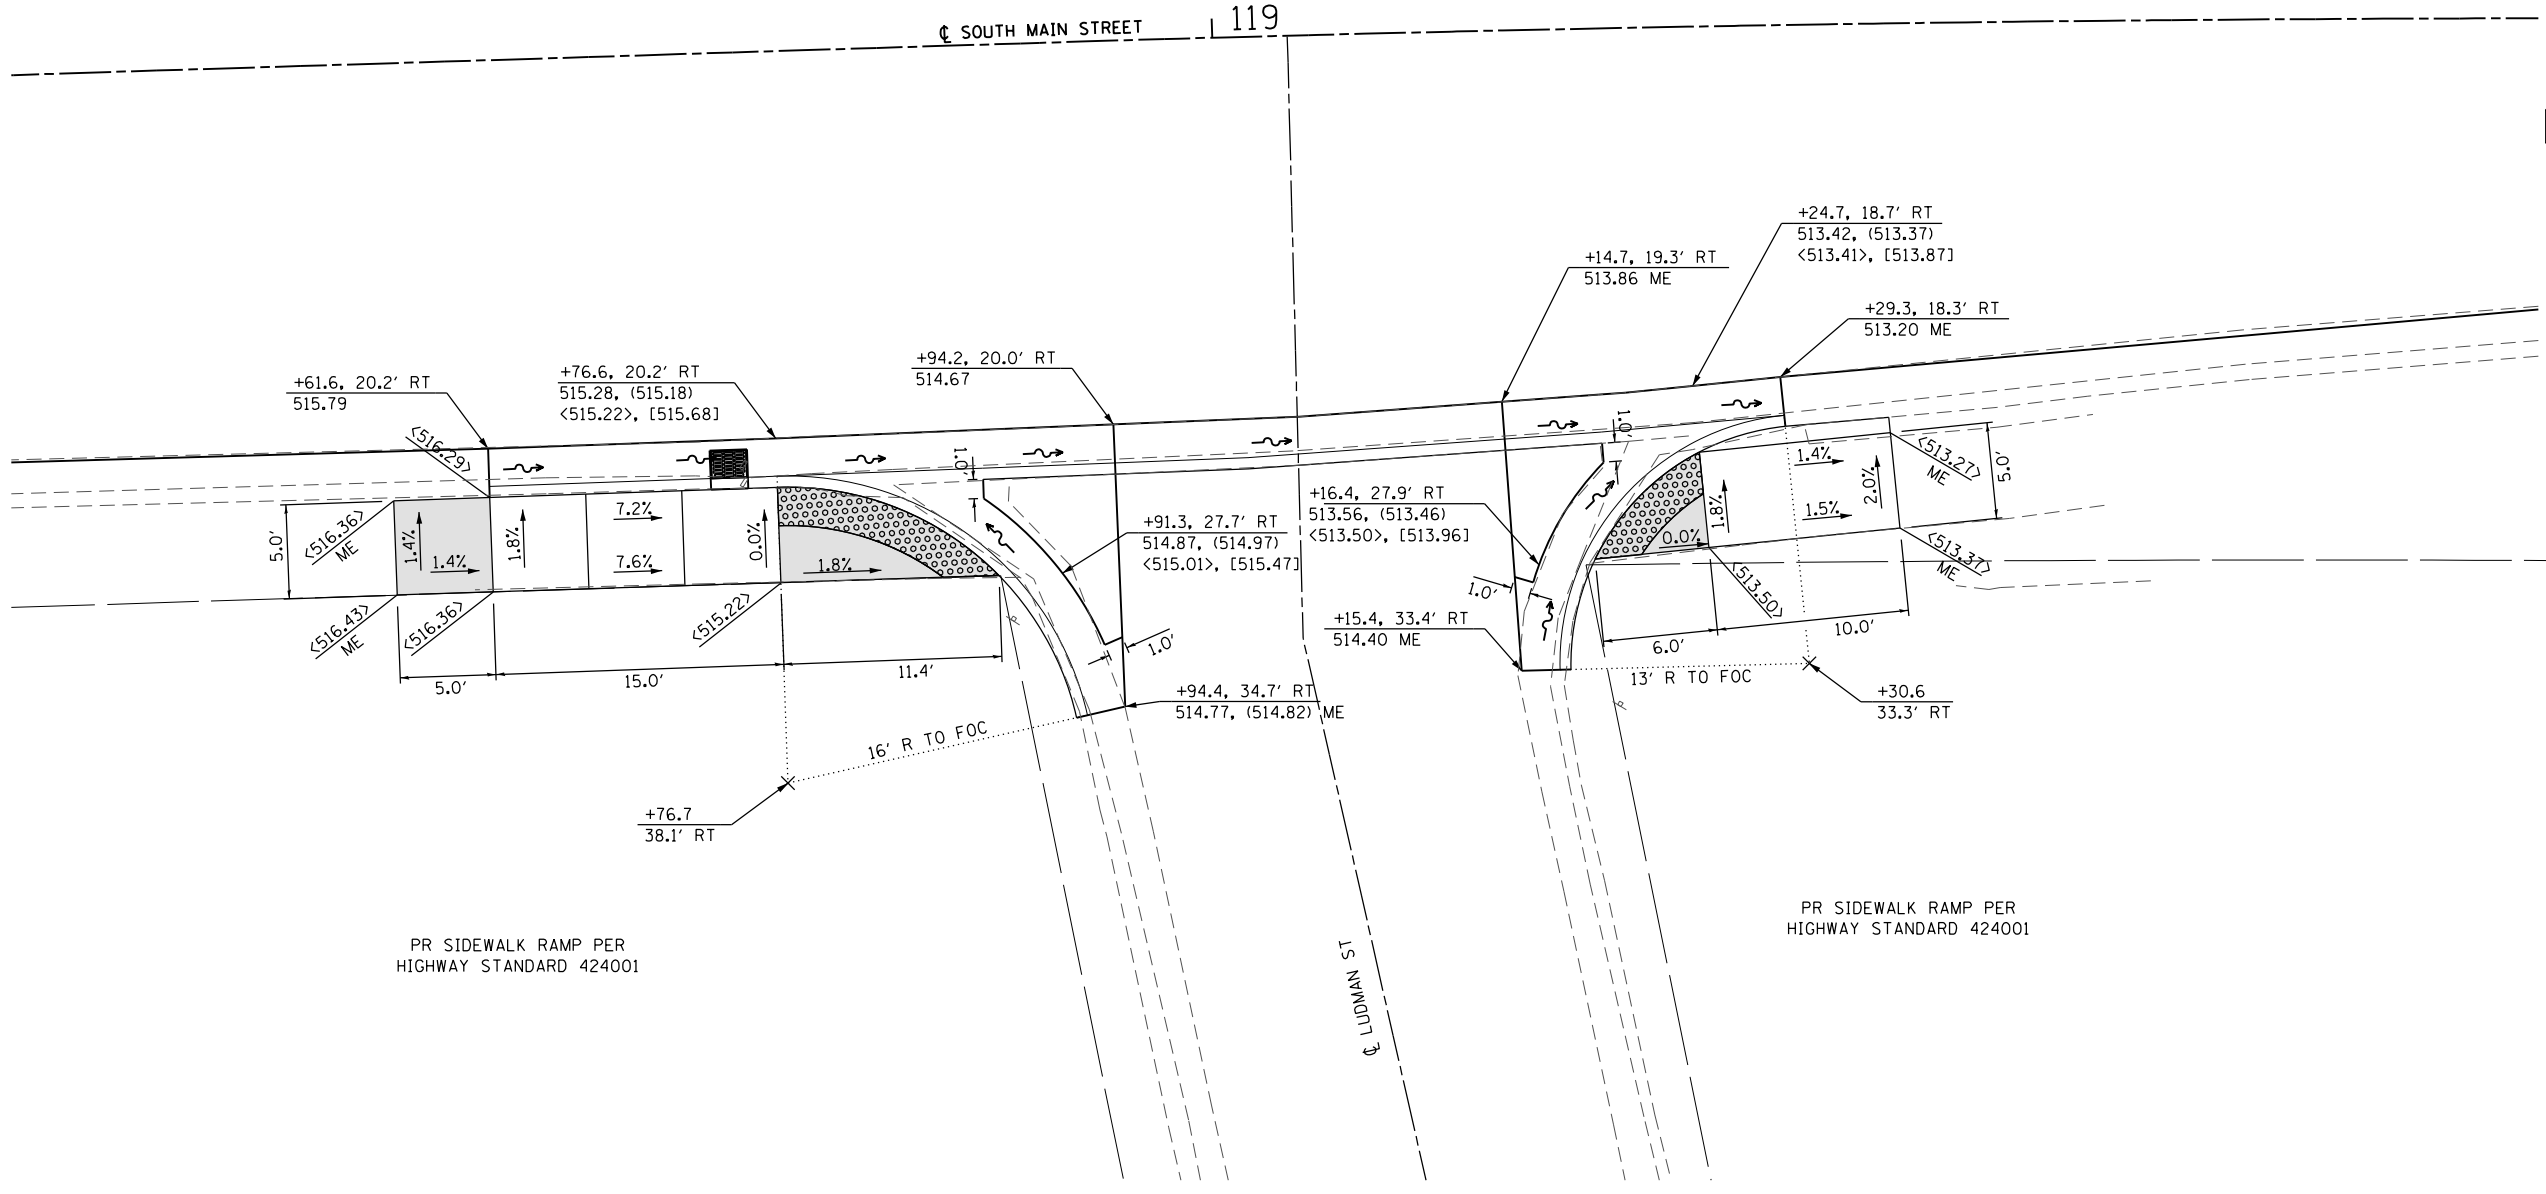 ℄ SOUTH MAIN STREET
119
+24.7, 18.7' RT
513.42, (513.37)
<513.41>, [513.87]
+14.7, 19.3' RT
513.86 ME
+29.3, 18.3' RT
513.20 ME
+94.2, 20.0' RT
514.67
+76.6, 20.2' RT
515.28, (515.18)
<515.22>, [515.68]
+61.6, 20.2' RT
515.79
<516.29>
<516.36>
ME
5.0'
1.4%
1.4%
1.8%
7.2%
7.6%
0.0%
1.8%
1.0'
<516.43>
ME
<516.36>
<515.22>
5.0'
15.0'
11.4'
+91.3, 27.7' RT
514.87, (514.97)
<515.01>, [515.47]
1.0'
+94.4, 34.7' RT
514.77, (514.82) ME
16' R TO FOC
+76.7
38.1' RT
+16.4, 27.9' RT
513.56, (513.46)
<513.50>, [513.96]
1.0'
1.0'
+15.4, 33.4' RT
514.40 ME
0.0%
1.8%
1.4%
1.5%
2.0%
<513.27>
ME
5.0'
<513.37>
ME
<513.50>
6.0'
10.0'
13' R TO FOC
+30.6
33.3' RT
P
P
PR SIDEWALK RAMP PER
HIGHWAY STANDARD 424001
℄ LUDMAN ST
PR SIDEWALK RAMP PER
HIGHWAY STANDARD 424001